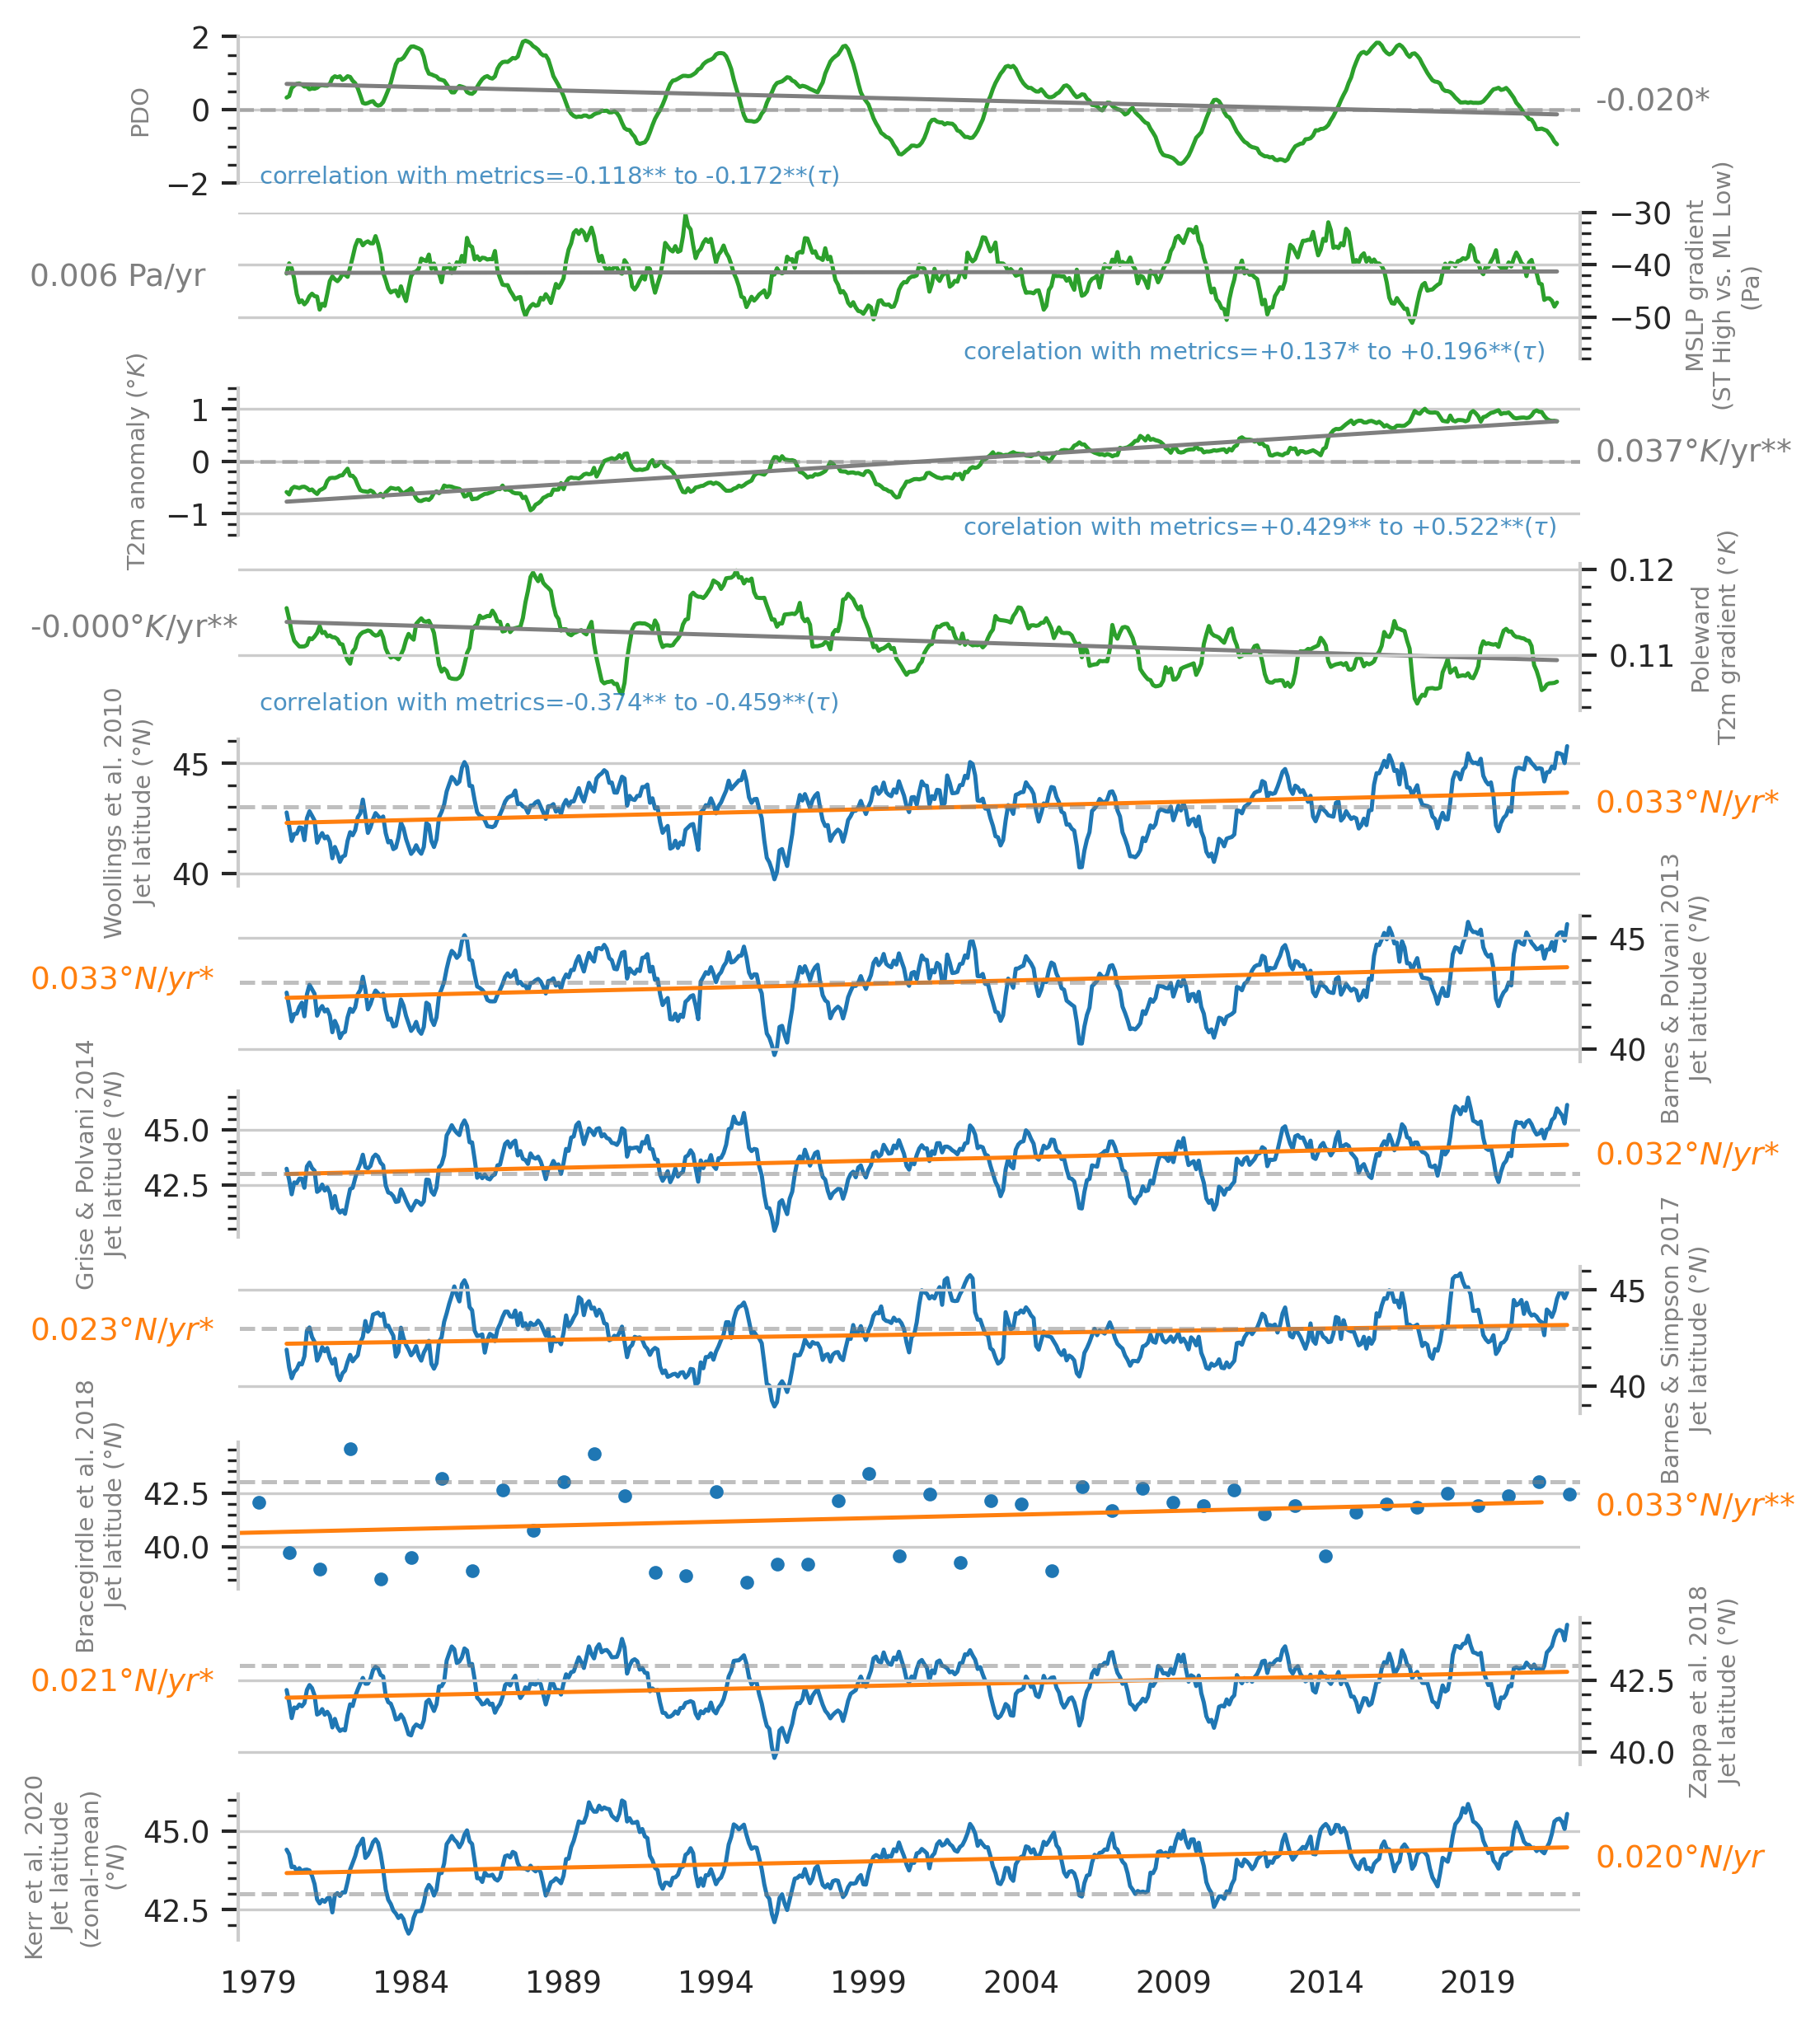 2
0
−2
PDO
-0.020*
correlation with metrics=-0.118** to -0.172**(τ)
0.006 Pa/yr
−30
−40
−50
MSLP gradient
(ST High vs. ML Low)
(Pa)
corelation with metrics=+0.137* to +0.196**(τ)
T2m anomaly (°K)
1
0
−1
0.037°K/yr**
corelation with metrics=+0.429** to +0.522**(τ)
-0.000°K/yr**
0.12
0.11
Poleward
T2m gradient (°K)
correlation with metrics=-0.374** to -0.459**(τ)
Woollings et al. 2010
Jet latitude (°N)
45
40
0.033°N/yr*
0.033°N/yr*
45
40
Barnes & Polvani 2013
Jet latitude (°N)
Grise & Polvani 2014
Jet latitude (°N)
45.0
42.5
0.032°N/yr*
0.023°N/yr*
45
40
Barnes & Simpson 2017
Jet latitude (°N)
Bracegirdle et al. 2018
Jet latitude (°N)
42.5
40.0
0.033°N/yr**
0.021°N/yr*
42.5
40.0
Zappa et al. 2018
Jet latitude (°N)
Kerr et al. 2020
Jet latitude
(zonal-mean)
(°N)
45.0
42.5
0.020°N/yr
1979 1984 1989 1994 1999 2004 2009 2014 2019